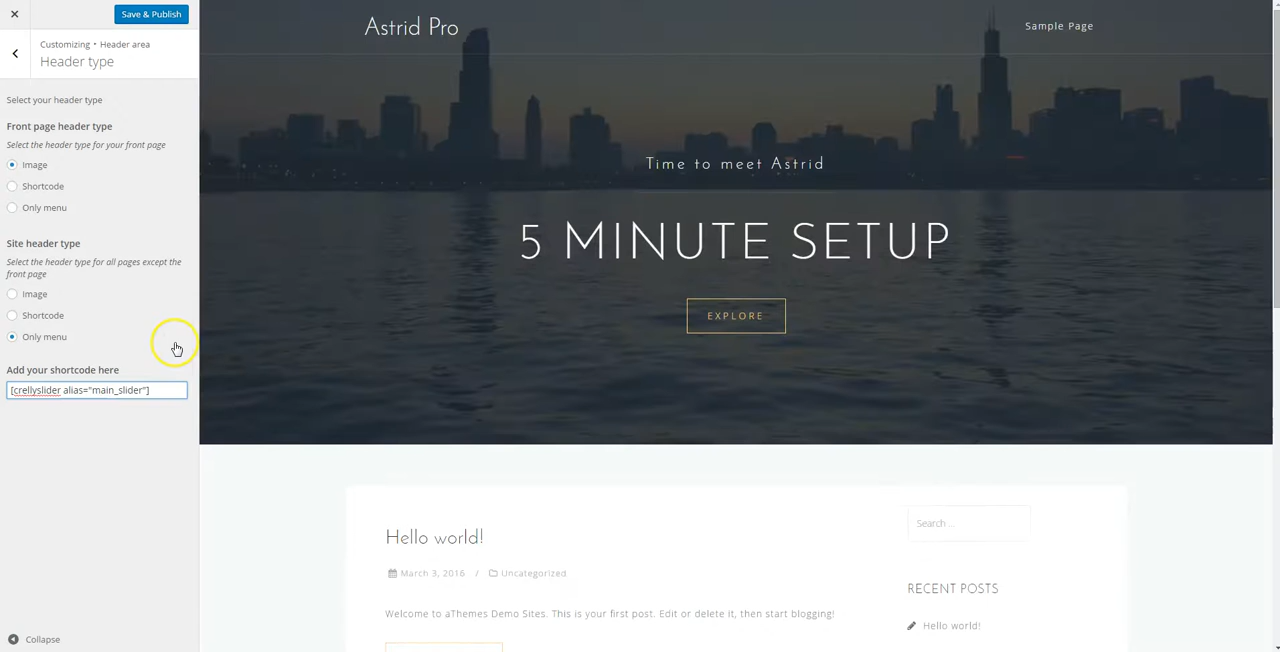 Save & Publish
Customizing • Header area
Header type
Select your header type
Front page header type
Select the header type for your front page
Image
Shortcode
Only menu
Site header type
Select the header type for all pages except the
front page
Image
Shortcode
Only menu
Add your shortcode here
[crellyslider alias="main_slider"]
Collapse
Astrid Pro
Sample Page
Time to meet Astrid
5 MINUTE SETUP
EXPLORE
Hello world!
March 3, 2016 / Uncategorized
Welcome to aThemes Demo Sites. This is your first post. Edit or delete it, then start blogging!
Search ...
RECENT POSTS
Hello world!